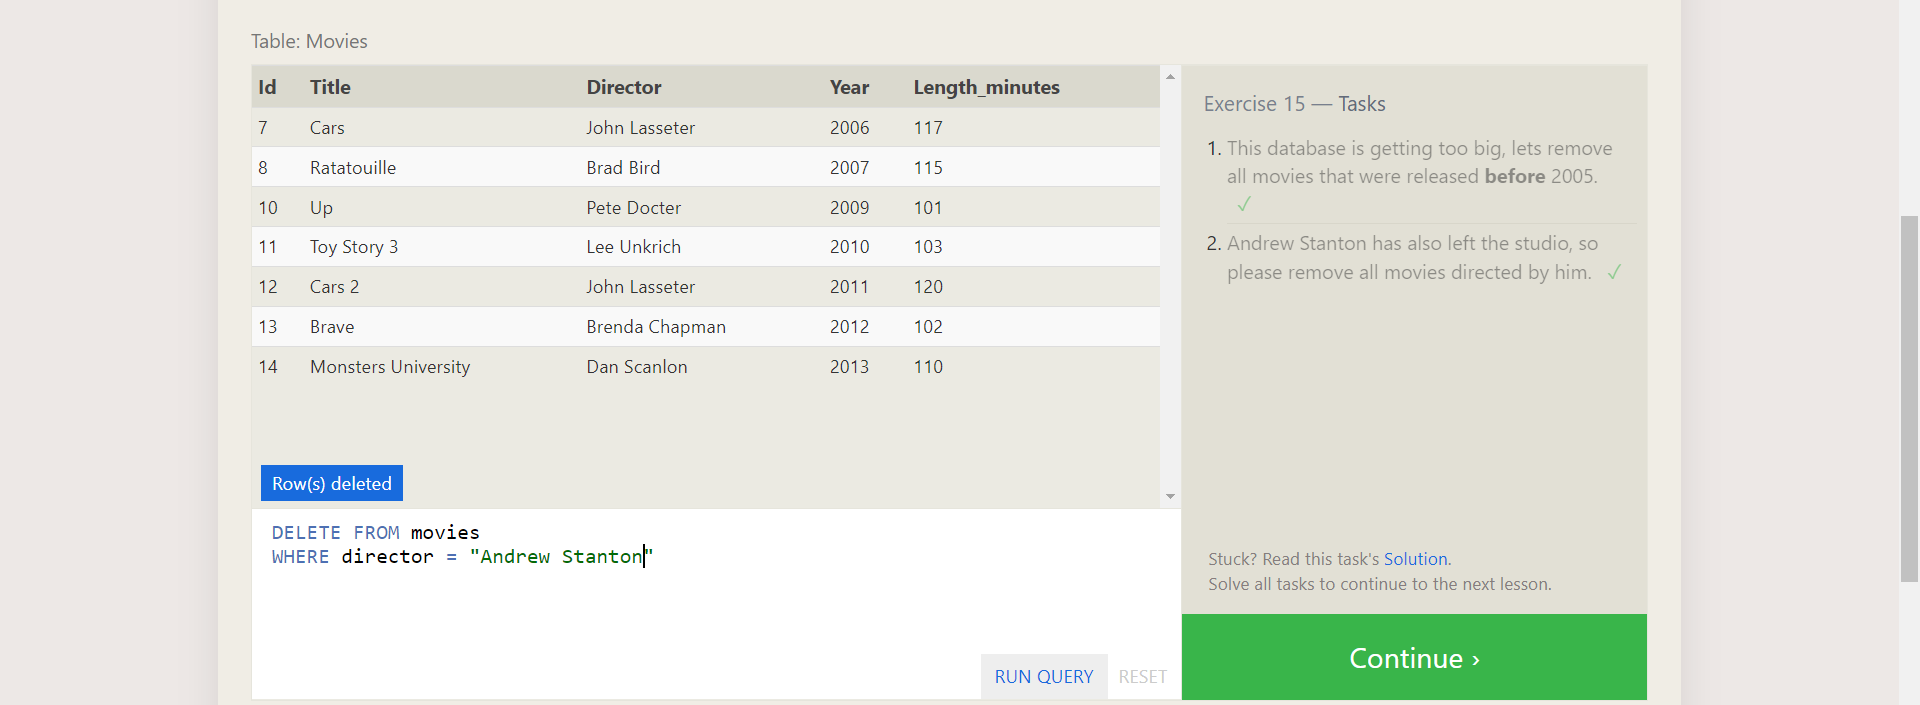 Table: Movies
Id Title Director Year Length_minutes
7 Cars John Lasseter 2006 117
8 Ratatouille Brad Bird 2007 115
10 Up Pete Docter 2009 101
11 Toy Story 3 Lee Unkrich 2010 103
12 Cars 2 John Lasseter 2011 120
13 Brave Brenda Chapman 2012 102
14 Monsters University Dan Scanlon 2013 110
Row(s) deleted
DELETE FROM movies
WHERE director = "Andrew Stanton"
RUN QUERY RESET
Exercise 15 — Tasks
1. This database is getting too big, lets remove
all movies that were released before 2005.
✓
2. Andrew Stanton has also left the studio, so
please remove all movies directed by him. ✓
Stuck? Read this task's Solution.
Solve all tasks to continue to the next lesson.
Continue ›